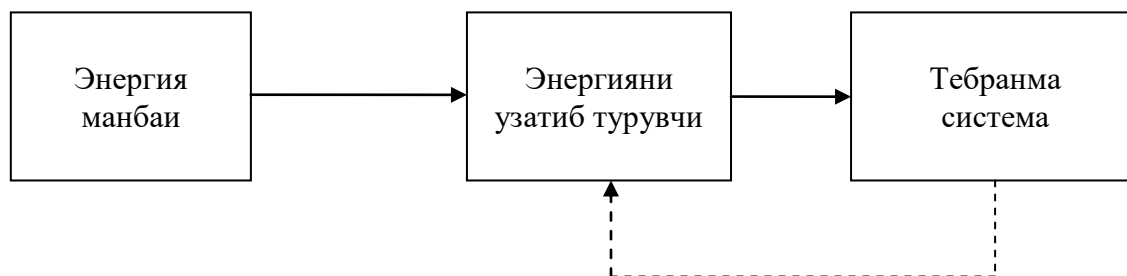 Энергия
манбаи
Энергияни
узатиб турувчи
Тебранма
система